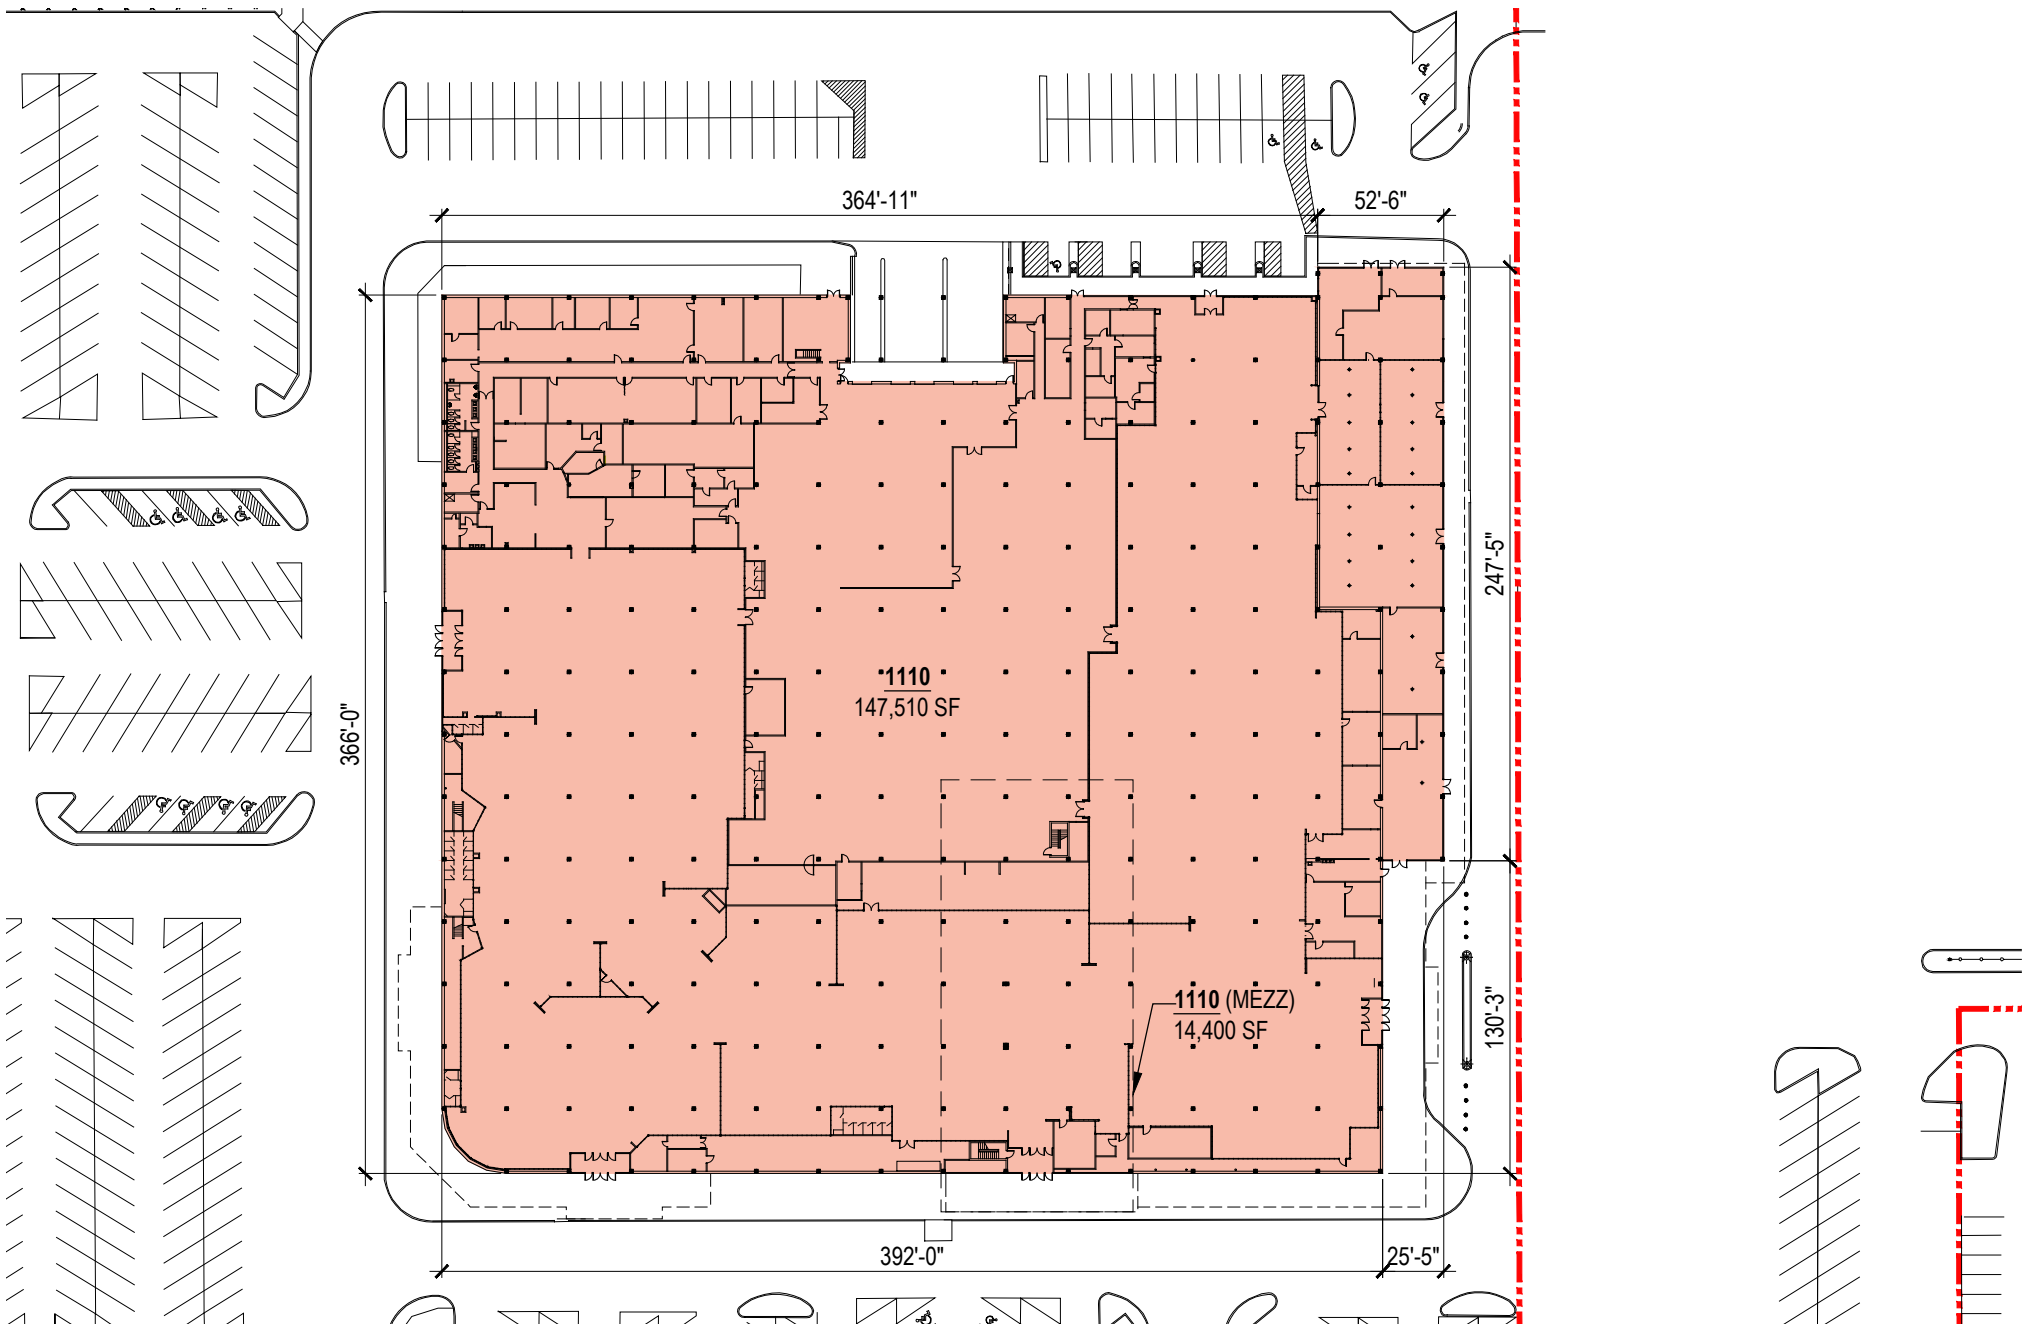 364'-11"
52'-6"
247'-5"
366'-0"
1110
147,510 SF
1110 (MEZZ)
14,400 SF
130'-3"
392'-0"
25'-5"